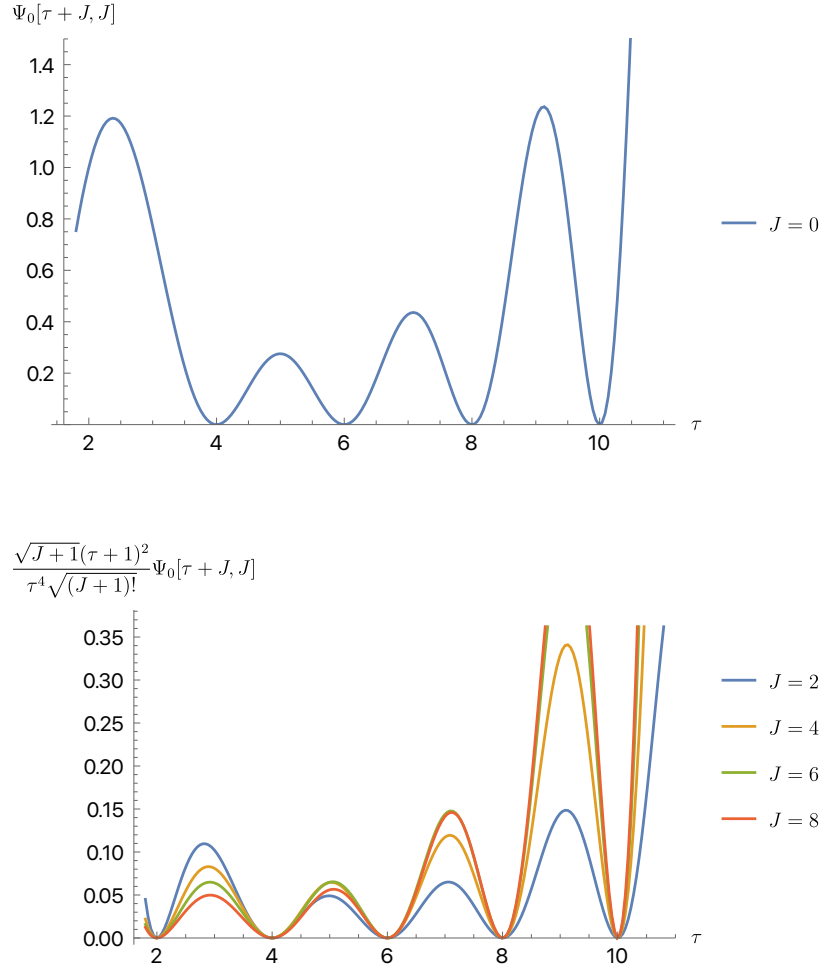 Ψ₀[τ + J, J]
1.4
1.2
1.0
0.8
0.6
0.4
0.2
2 4 6 8 10 τ
J = 0
√(J + 1)(τ + 1)² / τ⁴√((J + 1)!) Ψ₀[τ + J, J]
0.35
0.30
0.25
0.20
0.15
0.10
0.05
0.00
2 4 6 8 10 τ
J = 2
J = 4
J = 6
J = 8